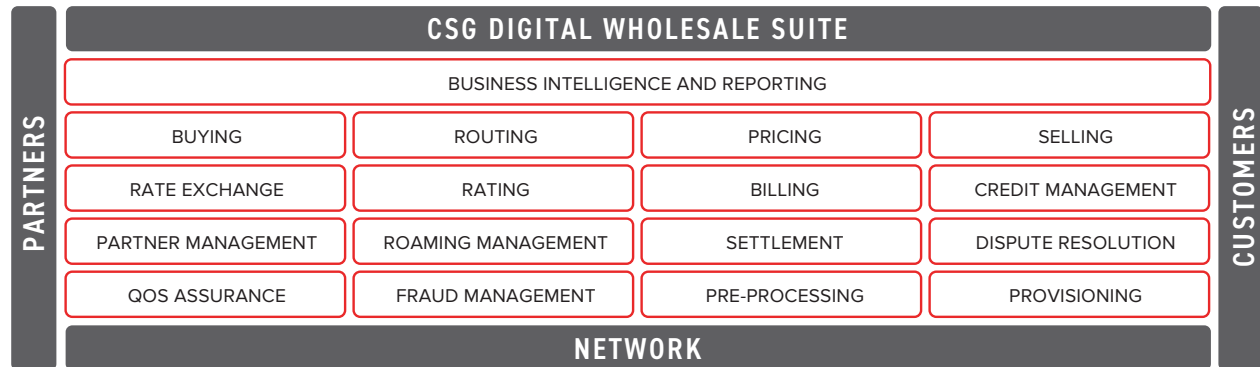 CSG DIGITAL WHOLESALE SUITE
PARTNERS
BUSINESS INTELLIGENCE AND REPORTING
BUYING
ROUTING
PRICING
SELLING
RATE EXCHANGE
RATING
BILLING
CREDIT MANAGEMENT
PARTNER MANAGEMENT
ROAMING MANAGEMENT
SETTLEMENT
DISPUTE RESOLUTION
QOS ASSURANCE
FRAUD MANAGEMENT
PRE-PROCESSING
PROVISIONING
CUSTOMERS
NETWORK